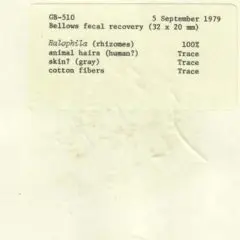 GB-510 5 September 1979
Bellows fecal recovery (32 x 20 mm)
Halophila (rhizomes) 100%
animal hairs (human?) Trace
skin? (gray) Trace
cotton fibers Trace